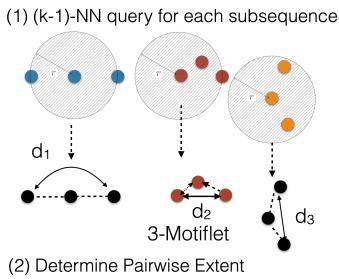 (1) (k-1)-NN query for each subsequence
r
r
r
d1
d2
d3
3-Motiflet
(2) Determine Pairwise Extent